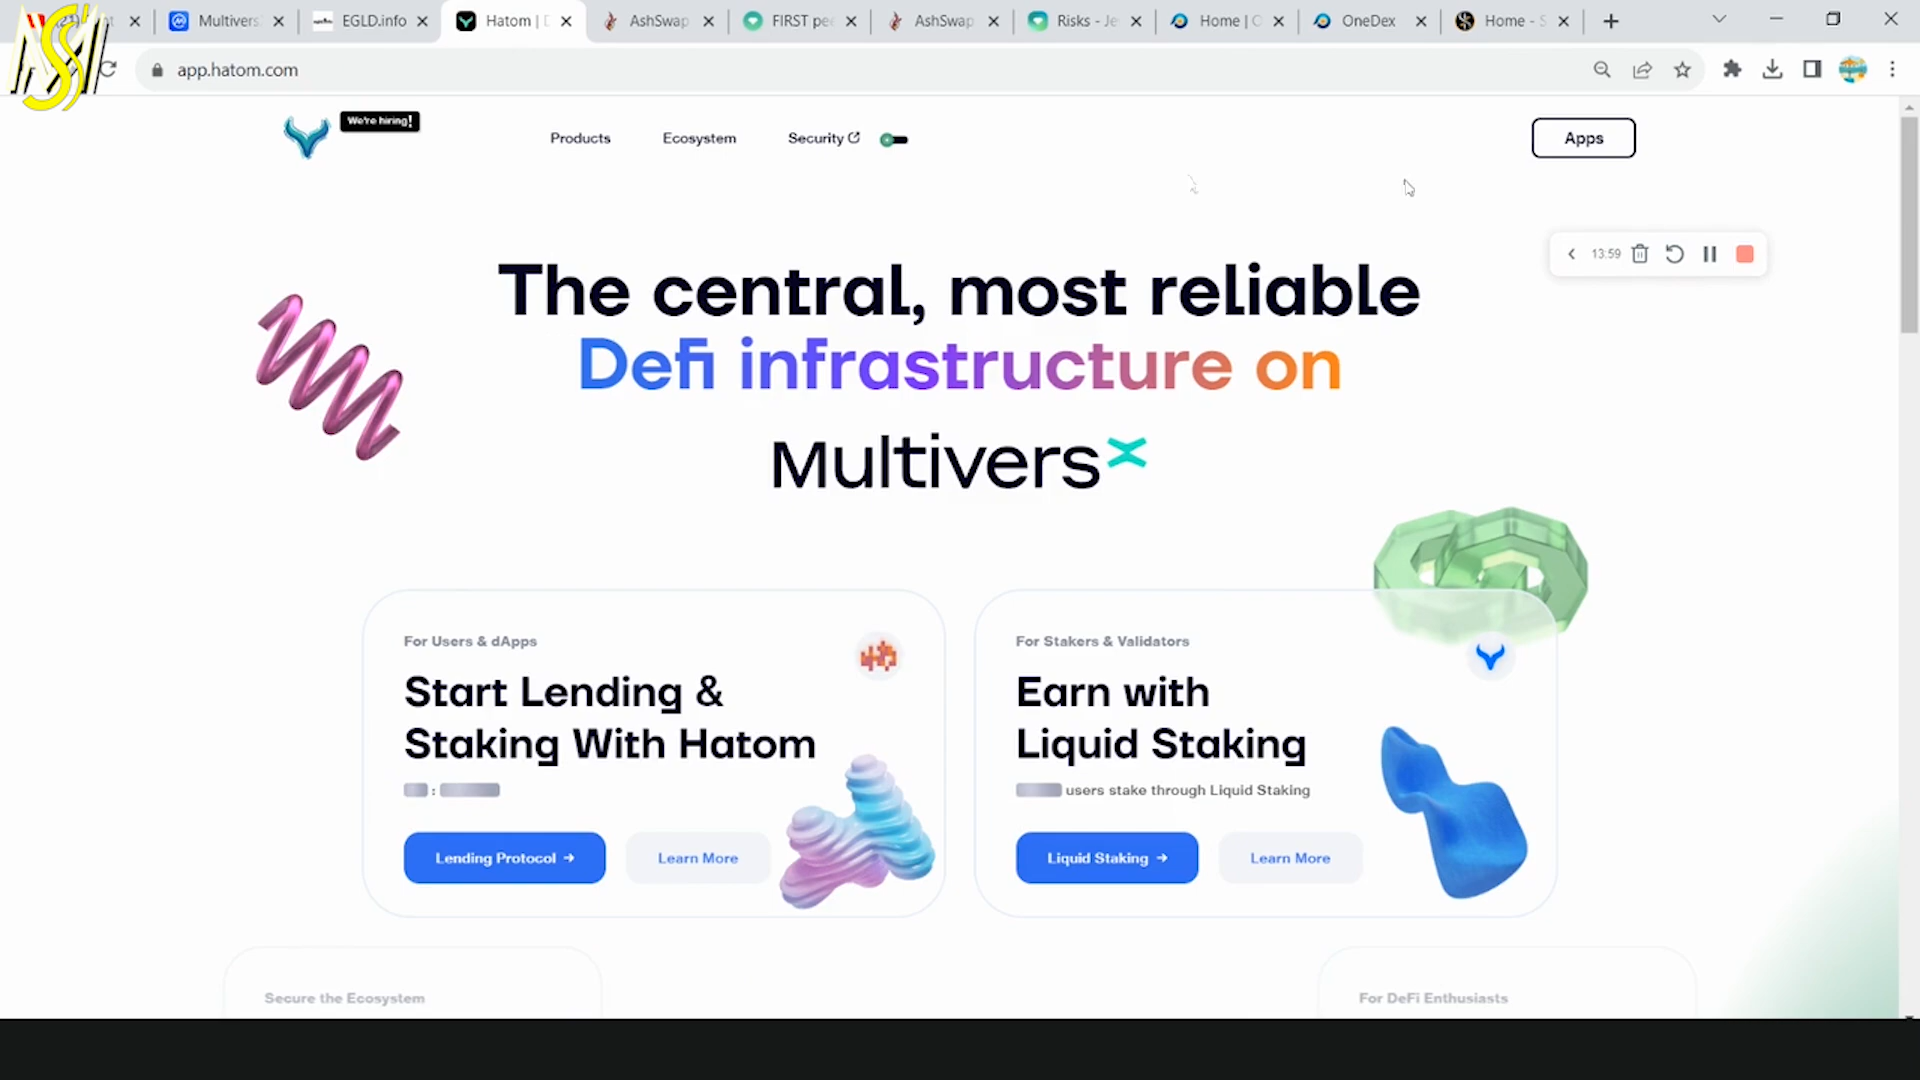 Multivers
EGLD.info
Hatom | D
AshSwap
FIRST pee
AshSwap
Risks - Je
Home | O
OneDex
Home - S
app.hatom.com
We're hiring!
Products
Ecosystem
Security
Apps
13:59
The central, most reliable
Defi infrastructure on
Multivers
For Users & dApps
Start Lending &
Staking With Hatom
:
Lending Protocol →
Learn More
For Stakers & Validators
Earn with
Liquid Staking
users stake through Liquid Staking
Liquid Staking →
Learn More
Secure the Ecosystem
For DeFi Enthusiasts